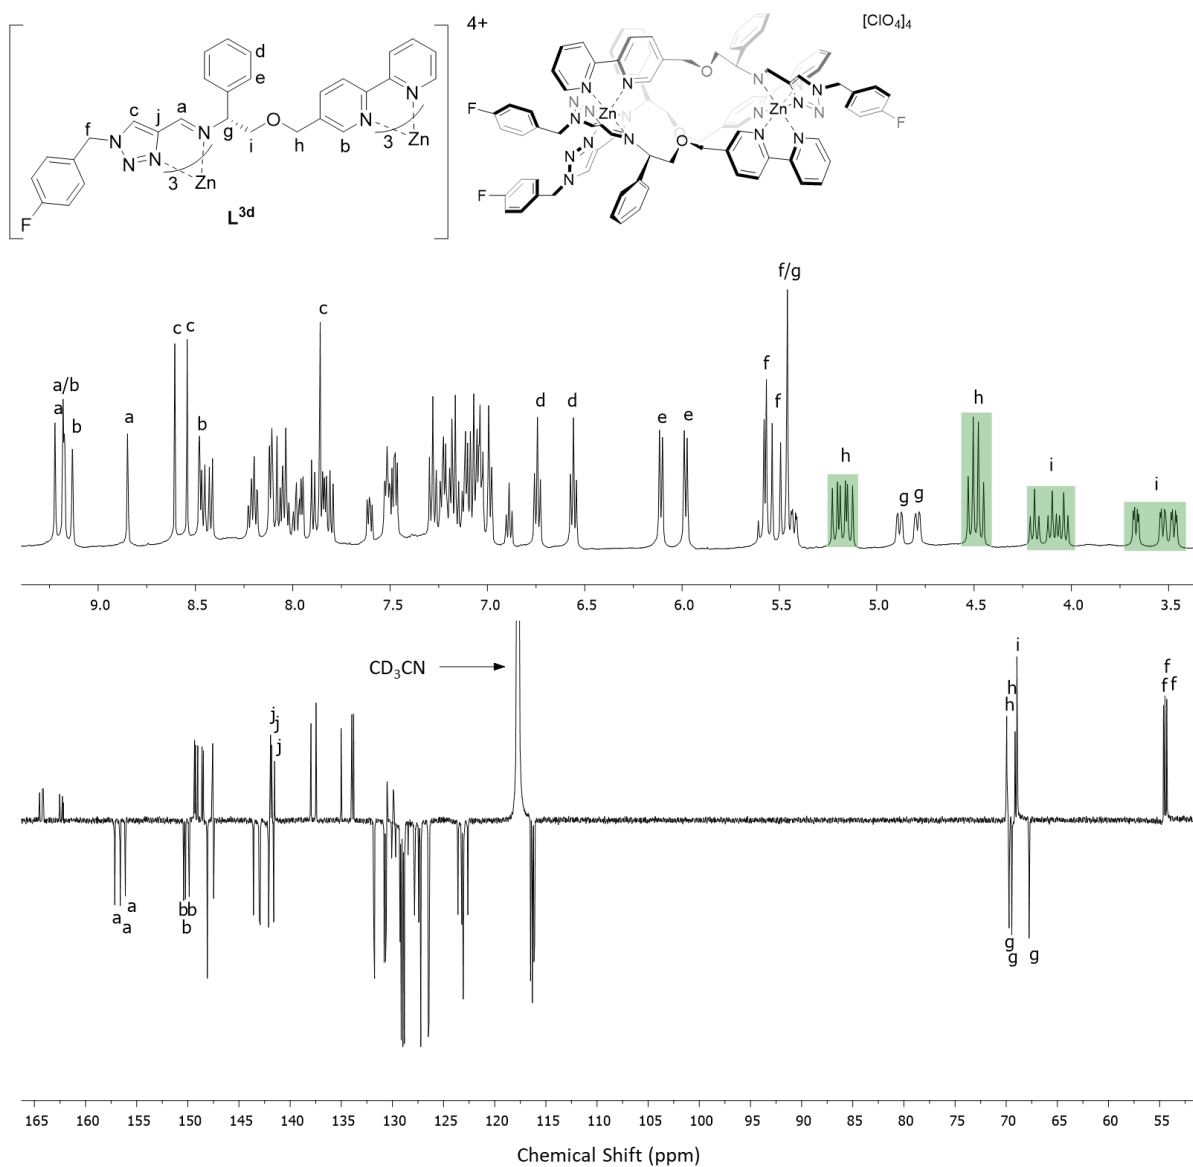 4+
[ClO₄]₄
d
e
c
a
j
f
N
N=N
N
g
i
O
h
b
N
N
3
3
Zn
Zn
F
L³ᵈ
N
N
O
N
N
N=N
Zn
F
F
N
N
N
Zn
N
N
N
N
O
N
N
N
N
N
F
f/g
c
c
c
a/b
a
b
a
b
d
d
e
e
f
f
h
g
g
h
i
i
9.0 8.5 8.0 7.5 7.0 6.5 6.0 5.5 5.0 4.5 4.0 3.5
CD₃CN
j
j
j
i
h
h
f
f f
a a
a
b b
b
g
g g
165 160 155 150 145 140 135 130 125 120 115 110 105 100 95 90 85 80 75 70 65 60 55
Chemical Shift (ppm)